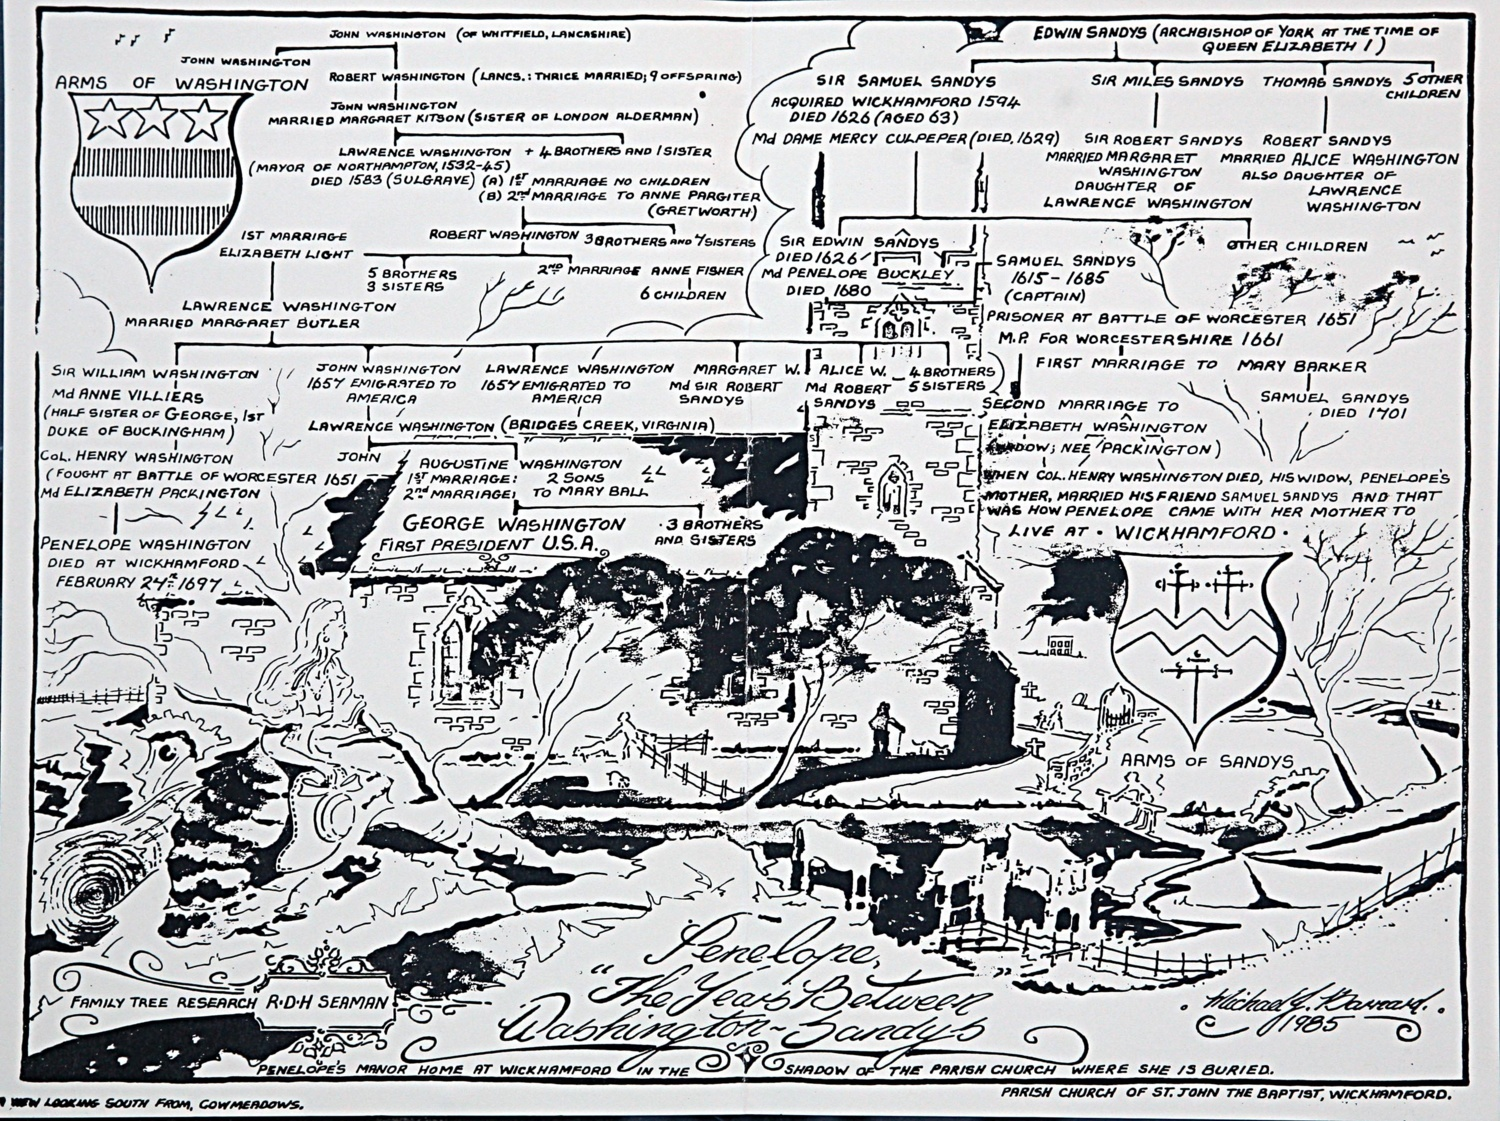 JOHN WASHINGTON (OF WHITFIELD, LANCASHIRE)
JOHN WASHINGTON
ARMS OF WASHINGTON
ROBERT WASHINGTON (LANCS.: THRICE MARRIED; 9 OFFSPRING)
JOHN WASHINGTON
MARRIED MARGARET KITSON (SISTER OF LONDON ALDERMAN)
LAWRENCE WASHINGTON + 4 BROTHERS AND 1 SISTER
(MAYOR OF NORTHAMPTON, 1532-45)
DIED 1583 (SULGRAVE) (A) 1ST MARRIAGE NO CHILDREN
(B) 2nd MARRIAGE TO ANNE PARGITER
(GRETWORTH)
1ST MARRIAGE
ELIZABETH LIGHT
ROBERT WASHINGTON 3 BROTHERS AND 7 SISTERS
5 BROTHERS
3 SISTERS
2ND MARRIAGE ANNE FISHER
6 CHILDREN
LAWRENCE WASHINGTON
MARRIED MARGARET BUTLER
SIR WILLIAM WASHINGTON
Md ANNE VILLIERS
(HALF SISTER OF GEORGE, 1ST
DUKE OF BUCKINGHAM)
COL. HENRY WASHINGTON
(FOUGHT AT BATTLE OF WORCESTER 1651
Md ELIZABETH PACKINGTON
PENELOPE WASHINGTON
DIED AT WICKHAMFORD
FEBRUARY 27th 1697
JOHN WASHINGTON
1657 EMIGRATED TO
AMERICA
LAWRENCE WASHINGTON
1657 EMIGRATED TO
AMERICA
MARGARET W.
Md SIR ROBERT
SANDYS
ALICE W.
Md ROBERT
SANDYS
4 BROTHERS
5 SISTERS
LAWRENCE WASHINGTON (BRIDGES CREEK, VIRGINIA)
JOHN
AUGUSTINE WASHINGTON
1ST MARRIAGE: 2 SONS
2nd MARRIAGE: TO MARY BALL
GEORGE WASHINGTON
FIRST PRESIDENT U.S.A.
3 BROTHERS
AND SISTERS
EDWIN SANDYS (ARCHBISHOP OF YORK AT THE TIME OF
QUEEN ELIZABETH I)
SIR SAMUEL SANDYS
ACQUIRED WICKHAMFORD 1594
DIED 1626 (AGED 63)
Md DAME MERCY CULPEPER (DIED, 1629)
SIR MILES SANDYS
THOMAS SANDYS
5 OTHER
CHILDREN
SIR ROBERT SANDYS
MARRIED MARGARET
WASHINGTON
DAUGHTER OF
LAWRENCE WASHINGTON
ROBERT SANDYS
MARRIED ALICE WASHINGTON
ALSO DAUGHTER OF
LAWRENCE
WASHINGTON
SIR EDWIN SANDYS
DIED 1626
Md PENELOPE BUCKLEY
DIED 1680
SAMUEL SANDYS
1615 - 1685
(CAPTAIN)
OTHER CHILDREN
PRISONER AT BATTLE OF WORCESTER 1651
M.P. FOR WORCESTERSHIRE 1661
FIRST MARRIAGE TO MARY BARKER
SAMUEL SANDYS
DIED 1701
SECOND MARRIAGE TO
ELIZABETH WASHINGTON
(WIDOW; NEE PACKINGTON)
WHEN COL. HENRY WASHINGTON DIED, HIS WIDOW, PENELOPE'S
MOTHER, MARRIED HIS FRIEND SAMUEL SANDYS AND THAT
WAS HOW PENELOPE CAME WITH HER MOTHER TO
LIVE AT · WICKHAMFORD ·
ARMS OF SANDYS
FAMILY TREE RESEARCH R·D·H SEAMAN
Penelope,
"The Years Between"
Washington - Sandys
Michael J. Barnard.
1985
PENELOPE'S MANOR HOME AT WICKHAMFORD IN THE SHADOW OF THE PARISH CHURCH WHERE SHE IS BURIED.
VIEW LOOKING SOUTH FROM, COWMEADOWS.
PARISH CHURCH OF ST. JOHN THE BAPTIST, WICKHAMFORD.